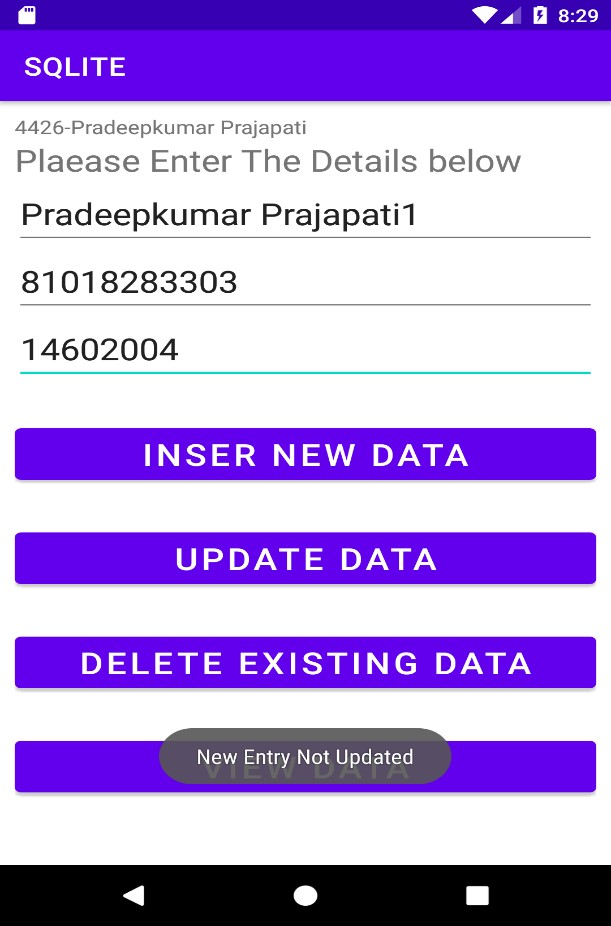 8:29
SQLITE
4426-Pradeepkumar Prajapati
Plaease Enter The Details below
Pradeepkumar Prajapati1
81018283303
14602004
INSER NEW DATA
UPDATE DATA
DELETE EXISTING DATA
New Entry Not Updated
VIEW DATA